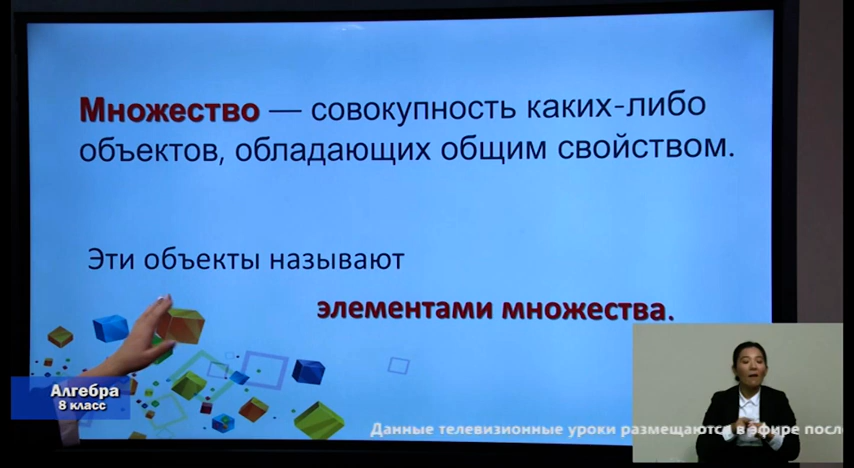 Множество — совокупность каких-либо
объектов, обладающих общим свойством.
Эти объекты называют
элементами множества.
Алгебра
8 класс
Данные телевизионные уроки размещаются в эфире посл